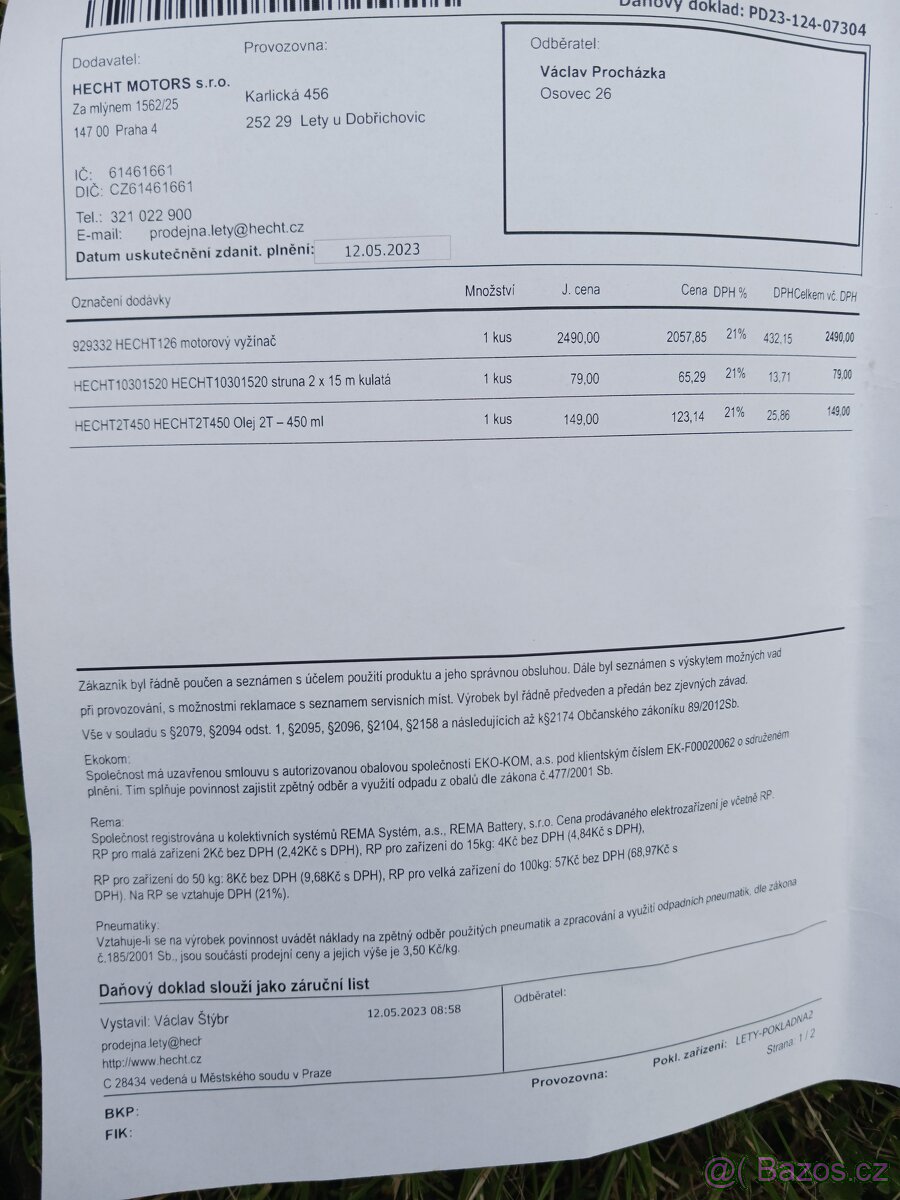 Daňový doklad: PD23-124-07304
Dodavatel:
HECHT MOTORS s.r.o.
Za mlýnem 1562/25
147 00 Praha 4
IČ: 61461661
DIČ: CZ61461661
Tel.: 321 022 900
E-mail: prodejna.lety@hecht.cz
Datum uskutečnění zdanit. plnění: 12.05.2023
Provozovna:
Karlická 456
252 29 Lety u Dobřichovic
Odběratel:
Václav Procházka
Osovec 26
Označení dodávky Množství J. cena Cena DPH % DPH Celkem vč. DPH
929332 HECHT126 motorový vyžínač 1 kus 2490,00 2057,85 21% 432,15 2490,00
HECHT10301520 HECHT10301520 struna 2 x 15 m kulatá 1 kus 79,00 65,29 21% 13,71 79,00
HECHT2T450 HECHT2T450 Olej 2T – 450 ml 1 kus 149,00 123,14 21% 25,86 149,00
Zákazník byl řádně poučen a seznámen s účelem použití produktu a jeho správnou obsluhou. Dále byl seznámen s výskytem možných vad
při provozování, s možnostmi reklamace s seznamem servisních míst. Výrobek byl řádně předveden a předán bez zjevných závad.
Vše v souladu s §2079, §2094 odst. 1, §2095, §2096, §2104, §2158 a následujících až k§2174 Občanského zákoníku 89/2012Sb.
Ekokom:
Společnost má uzavřenou smlouvu s autorizovanou obalovou společností EKO-KOM, a.s. pod klientským číslem EK-F00020062 o sdruženém
plnění. Tím splňuje povinnost zajistit zpětný odběr a využití odpadu z obalů dle zákona č.477/2001 Sb.
Rema:
Společnost registrována u kolektivních systémů REMA Systém, a.s., REMA Battery, s.r.o. Cena prodávaného elektrozařízení je včetně RP.
RP pro malá zařízení 2Kč bez DPH (2,42Kč s DPH), RP pro zařízení do 15kg: 4Kč bez DPH (4,84Kč s DPH),
RP pro zařízení do 50 kg: 8Kč bez DPH (9,68Kč s DPH), RP pro velká zařízení do 100kg: 57Kč bez DPH (68,97Kč s
DPH). Na RP se vztahuje DPH (21%).
Pneumatiky:
Vztahuje-li se na výrobek povinnost uvádět náklady na zpětný odběr použitých pneumatik a zpracování a využití odpadních pneumatik, dle zákona
č.185/2001 Sb., jsou součástí prodejní ceny a jejich výše je 3,50 Kč/kg.
Daňový doklad slouží jako záruční list
Vystavil: Václav Štýbr 12.05.2023 08:58
prodejna.lety@hecr
http://www.hecht.cz
C 28434 vedená u Městského soudu v Praze
Odběratel:
Provozovna: Pokl. zařízení: LETY-POKLADNA2
Strana: 1 / 2
BKP:
FIK:
@( Bazos.cz